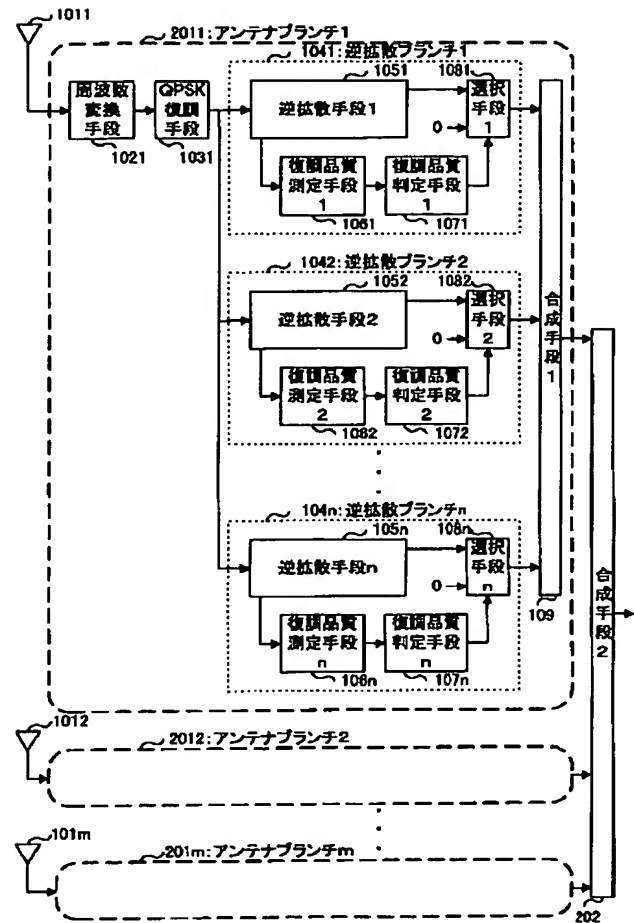 1011
2011:アンテナブランチ1
1041:逆拡散ブランチ1
1051
1081
周波数
変換
手段
QPSK
復調
手段
逆拡散手段1
選択
手段
1
0
1021
1031
復調品質
測定手段
1
復調品質
判定手段
1
1061
1071
1042:逆拡散ブランチ2
1052
1082
逆拡散手段2
選択
手段
2
0
復調品質
測定手段
2
復調品質
判定手段
2
1062
1072
合成手段1
104n:逆拡散ブランチn
105n
108n
逆拡散手段n
選択
手段
n
0
復調品質
測定手段
n
復調品質
判定手段
n
106n
107n
109
合成手段2
1012
2012:アンテナブランチ2
101m
201m:アンテナブランチm
202